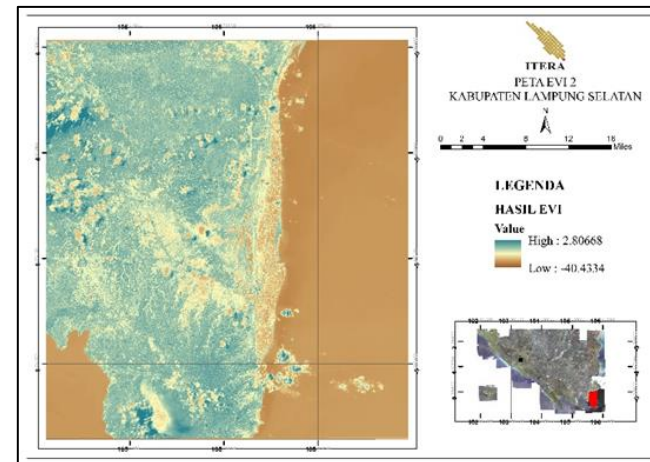 ITERA
PETA EVI 2
KABUPATEN LAMPUNG SELATAN
N
0 2 4 8 12 16
Miles
LEGENDA
HASIL EVI
Value
High : 2.80668
Low : -40.4334